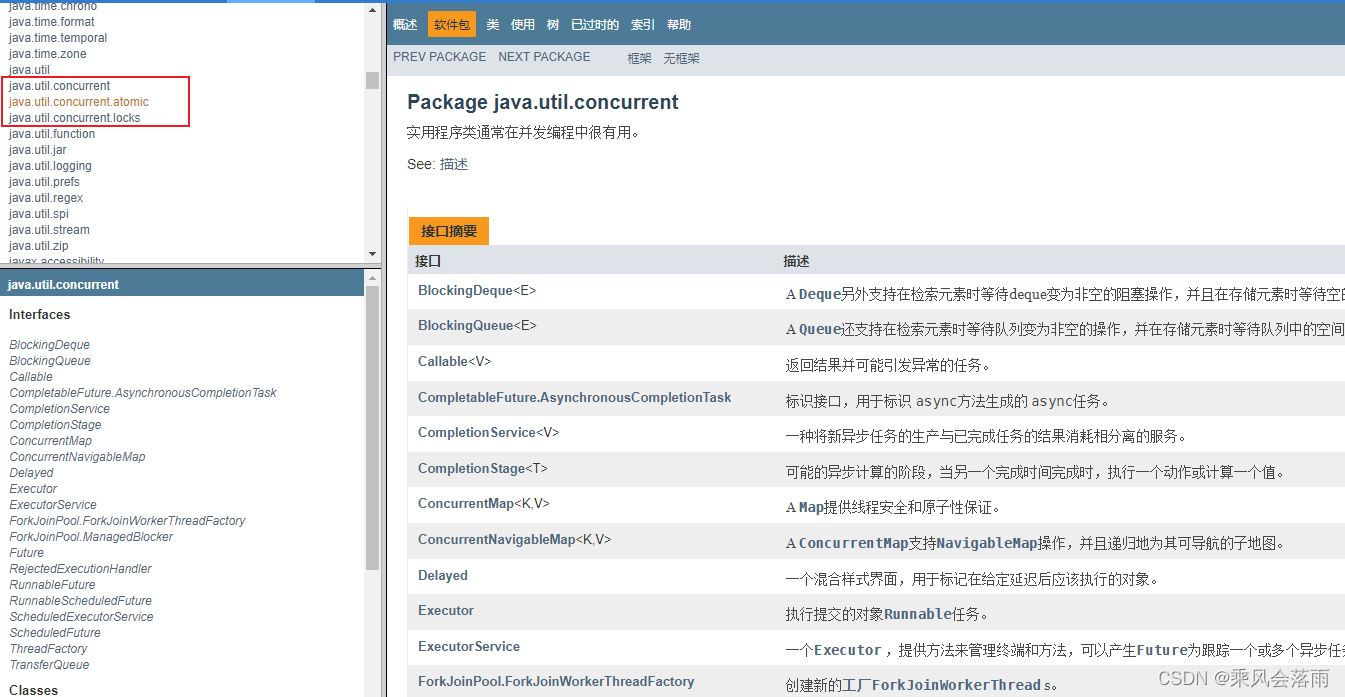 java.time.chrono
java.time.format
java.time.temporal
java.time.zone
java.util
java.util.concurrent
java.util.concurrent.atomic
java.util.concurrent.locks
java.util.function
java.util.jar
java.util.logging
java.util.prefs
java.util.regex
java.util.spi
java.util.stream
java.util.zip
javax.accessibility
java.util.concurrent
Interfaces
BlockingDeque
BlockingQueue
Callable
CompletableFuture.AsynchronousCompletionTask
CompletionService
CompletionStage
ConcurrentMap
ConcurrentNavigableMap
Delayed
Executor
ExecutorService
ForkJoinPool.ForkJoinWorkerThreadFactory
ForkJoinPool.ManagedBlocker
Future
RejectedExecutionHandler
RunnableFuture
RunnableScheduledFuture
ScheduledExecutorService
ScheduledFuture
ThreadFactory
TransferQueue
Classes
概述 软件包 类 使用 树 已过时的 索引 帮助
PREV PACKAGE NEXT PACKAGE 框架 无框架
Package java.util.concurrent
实用程序类通常在并发编程中很有用。
See: 描述
接口摘要
接口 描述
BlockingDeque<E> A Deque另外支持在检索元素时等待deque变为非空的阻塞操作，并且在存储元素时等待空的
BlockingQueue<E> A Queue还支持在检索元素时等待队列变为非空的操作，并在存储元素时等待队列中的空间
Callable<V> 返回结果并可能引发异常的任务。
CompletableFuture.AsynchronousCompletionTask 标识接口，用于标识 async方法生成的 async任务。
CompletionService<V> 一种将新异步任务的生产与已完成任务的结果消耗相分离的服务。
CompletionStage<T> 可能的异步计算的阶段，当另一个完成时间完成时，执行一个动作或计算一个值。
ConcurrentMap<K,V> A Map提供线程安全和原子性保证。
ConcurrentNavigableMap<K,V> A ConcurrentMap支持NavigableMap操作，并且递归地为其可导航的子地图。
Delayed 一个混合样式界面，用于标记在给定延迟后应该执行的对象。
Executor 执行提交的对象Runnable任务。
ExecutorService 一个Executor ，提供方法来管理终端和方法，可以产生Future为跟踪一个或多个异步任务
ForkJoinPool.ForkJoinWorkerThreadFactory 创建新的工厂ForkJoinWorkerThread s。
CSDN @乘风会落雨